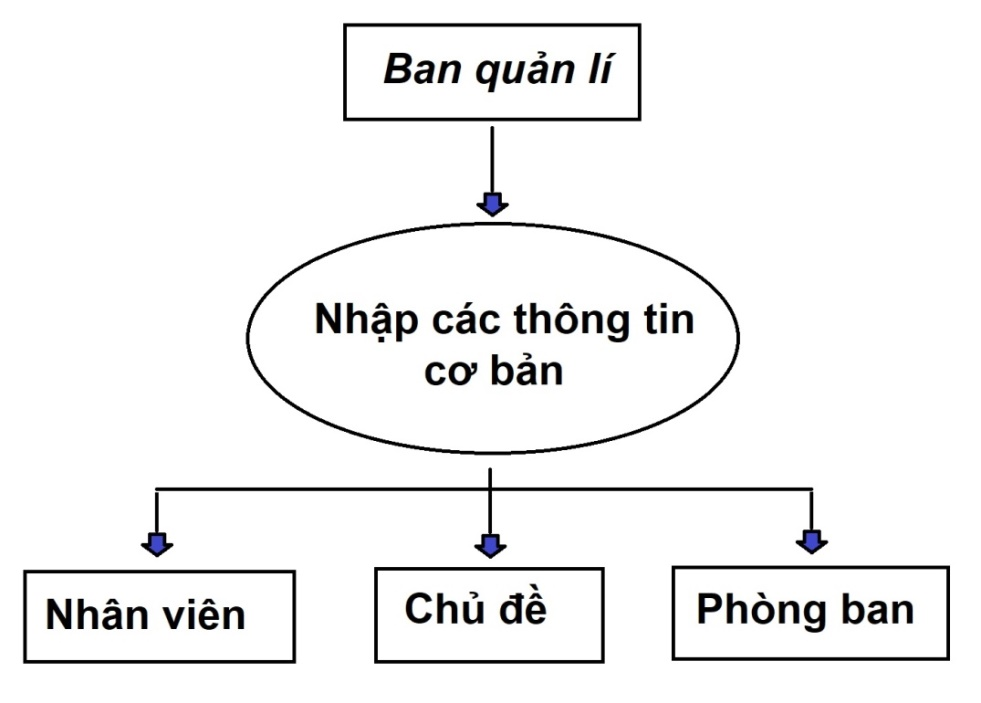 Ban quản lí
Nhập các thông tin
cơ bản
Nhân viên
Chủ đề
Phòng ban